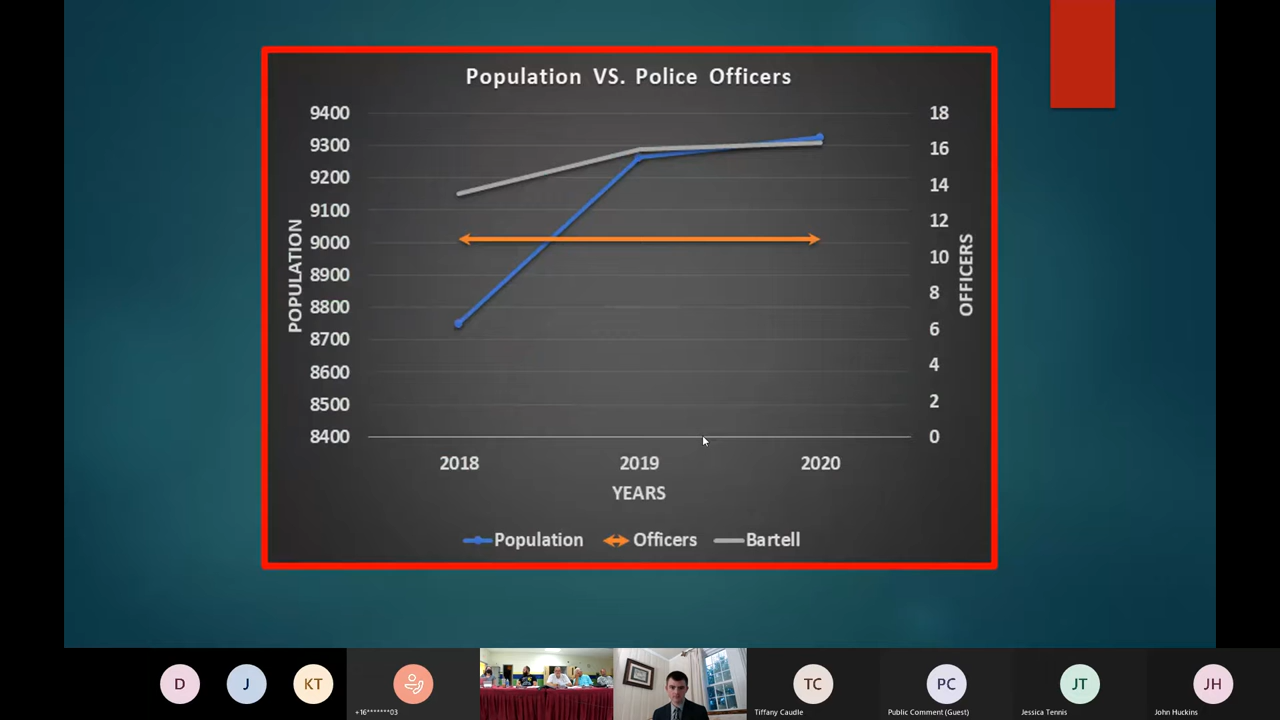 Population VS. Police Officers
9400
9300
9200
9100
9000
8900
8800
8700
8600
8500
8400
POPULATION
18
16
14
12
10
8
6
4
2
0
OFFICERS
2018 2019 2020
YEARS
Population Officers Bartell
D J KT TC PC JT JH
+16*******03 Tiffany Caudle Public Comment (Guest) Jessica Tennis John Huckins